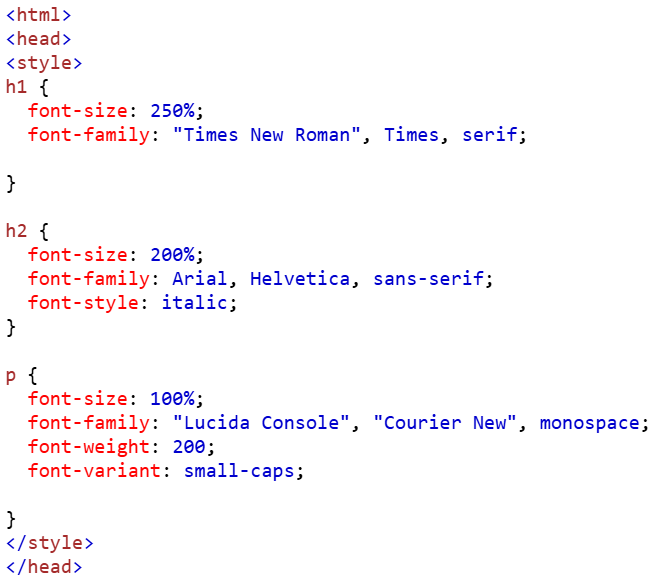 <html>
<head>
<style>
h1 {
  font-size: 250%;
  font-family: "Times New Roman", Times, serif;

}

h2 {
  font-size: 200%;
  font-family: Arial, Helvetica, sans-serif;
  font-style: italic;
}

p {
  font-size: 100%;
  font-family: "Lucida Console", "Courier New", monospace;
  font-weight: 200;
  font-variant: small-caps;

}
</style>
</head>